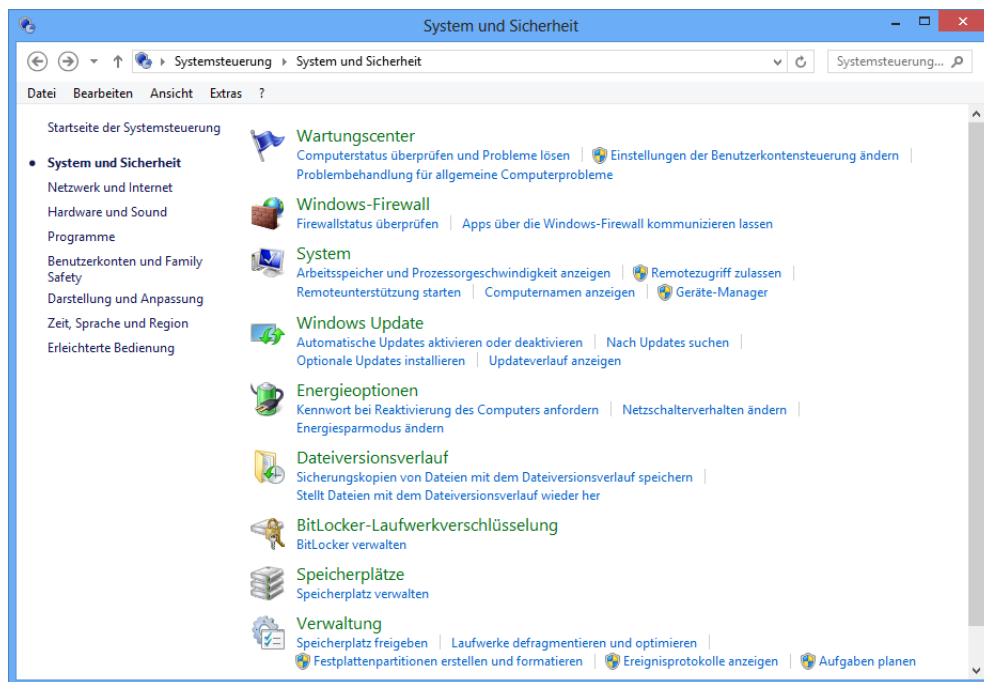 System und Sicherheit
Systemsteuerung System und Sicherheit
Systemsteuerung...
Datei Bearbeiten Ansicht Extras ?
Startseite der Systemsteuerung
System und Sicherheit
Netzwerk und Internet
Hardware und Sound
Programme
Benutzerkonten und Family
Safety
Darstellung und Anpassung
Zeit, Sprache und Region
Erleichterte Bedienung
Wartungscenter
Computerstatus überprüfen und Probleme lösen Einstellungen der Benutzerkontensteuerung ändern
Problembehandlung für allgemeine Computerprobleme
Windows-Firewall
Firewallstatus überprüfen Apps über die Windows-Firewall kommunizieren lassen
System
Arbeitsspeicher und Prozessorgeschwindigkeit anzeigen Remotezugriff zulassen
Remoteunterstützung starten Computernamen anzeigen Geräte-Manager
Windows Update
Automatische Updates aktivieren oder deaktivieren Nach Updates suchen
Optionale Updates installieren Updateverlauf anzeigen
Energieoptionen
Kennwort bei Reaktivierung des Computers anfordern Netzschalterverhalten ändern
Energiesparmodus ändern
Dateiversionsverlauf
Sicherungskopien von Dateien mit dem Dateiversionsverlauf speichern
Stellt Dateien mit dem Dateiversionsverlauf wieder her
BitLocker-Laufwerkverschlüsselung
BitLocker verwalten
Speicherplätze
Speicherplatz verwalten
Verwaltung
Speicherplatz freigeben Laufwerke defragmentieren und optimieren
Festplattenpartitionen erstellen und formatieren Ereignisprotokolle anzeigen Aufgaben planen